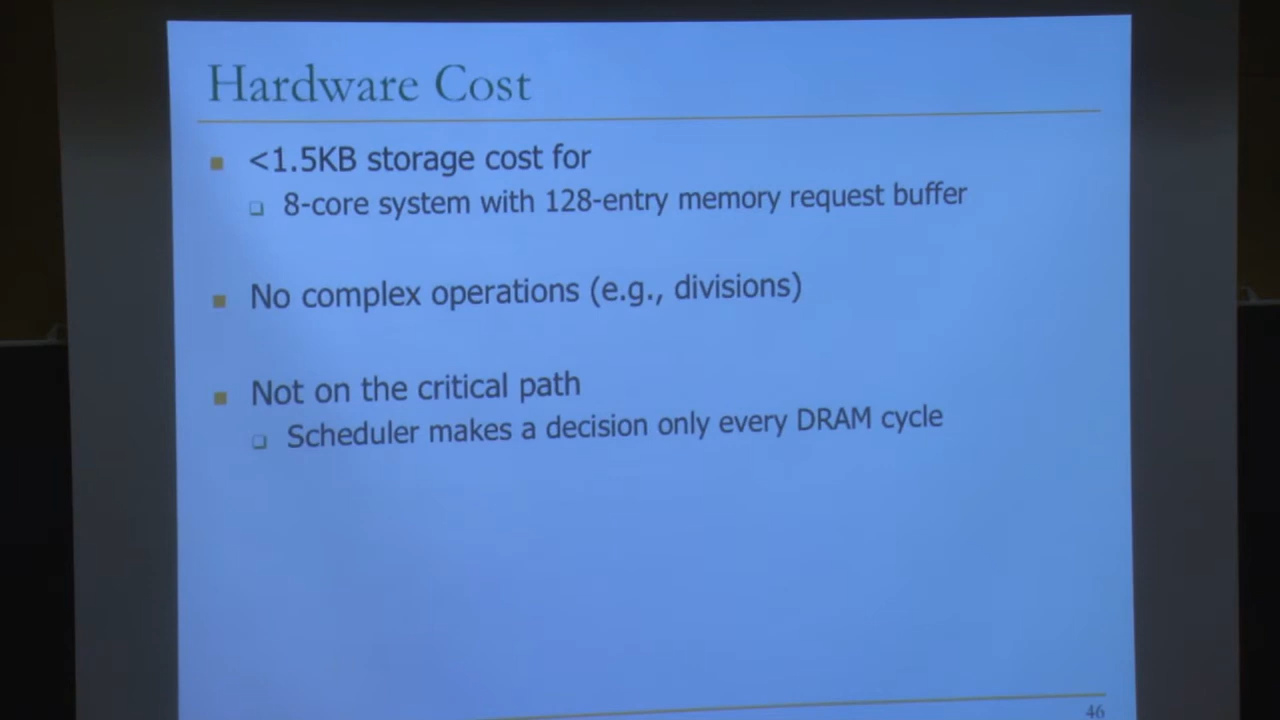 Hardware Cost
<1.5KB storage cost for
8-core system with 128-entry memory request buffer
No complex operations (e.g., divisions)
Not on the critical path
Scheduler makes a decision only every DRAM cycle
46